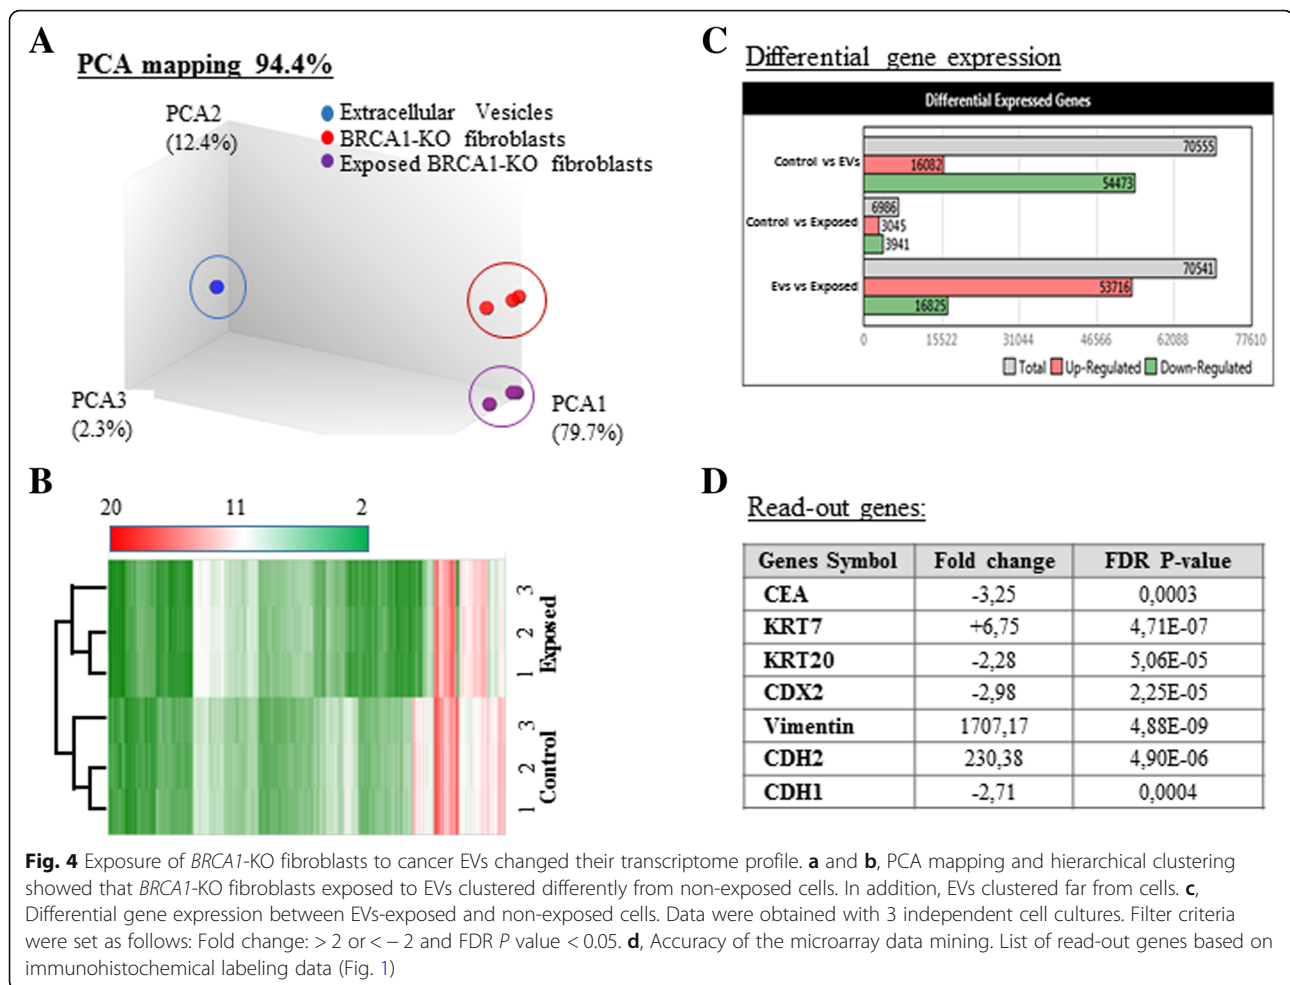 A
PCA mapping 94.4%
PCA2
(12.4%)
Extracellular Vesicles
BRCA1-KO fibroblasts
Exposed BRCA1-KO fibroblasts
PCA3
(2.3%)
PCA1
(79.7%)
B
20 11 2
3
2
1
Exposed
3
2
1
Control
C
Differential gene expression
Differential Expressed Genes
Control vs EVs
70555
16082
54473
Control vs Exposed
6986
3045
3941
Evs vs Exposed
70541
53716
16825
0 15522 31044 46566 62088 77610
Total Up-Regulated Down-Regulated
D
Read-out genes:
Genes Symbol Fold change FDR P-value
CEA -3,25 0,0003
KRT7 +6,75 4,71E-07
KRT20 -2,28 5,06E-05
CDX2 -2,98 2,25E-05
Vimentin 1707,17 4,88E-09
CDH2 230,38 4,90E-06
CDH1 -2,71 0,0004
Fig. 4 Exposure of BRCA1-KO fibroblasts to cancer EVs changed their transcriptome profile. a and b, PCA mapping and hierarchical clustering
showed that BRCA1-KO fibroblasts exposed to EVs clustered differently from non-exposed cells. In addition, EVs clustered far from cells. c,
Differential gene expression between EVs-exposed and non-exposed cells. Data were obtained with 3 independent cell cultures. Filter criteria
were set as follows: Fold change: > 2 or < − 2 and FDR P value < 0.05. d, Accuracy of the microarray data mining. List of read-out genes based on
immunohistochemical labeling data (Fig. 1)